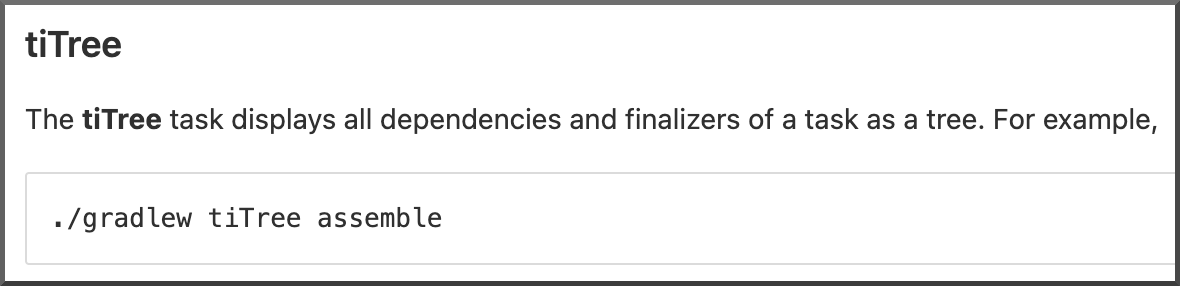 tiTree
The tiTree task displays all dependencies and finalizers of a task as a tree. For example,
./gradlew tiTree assemble